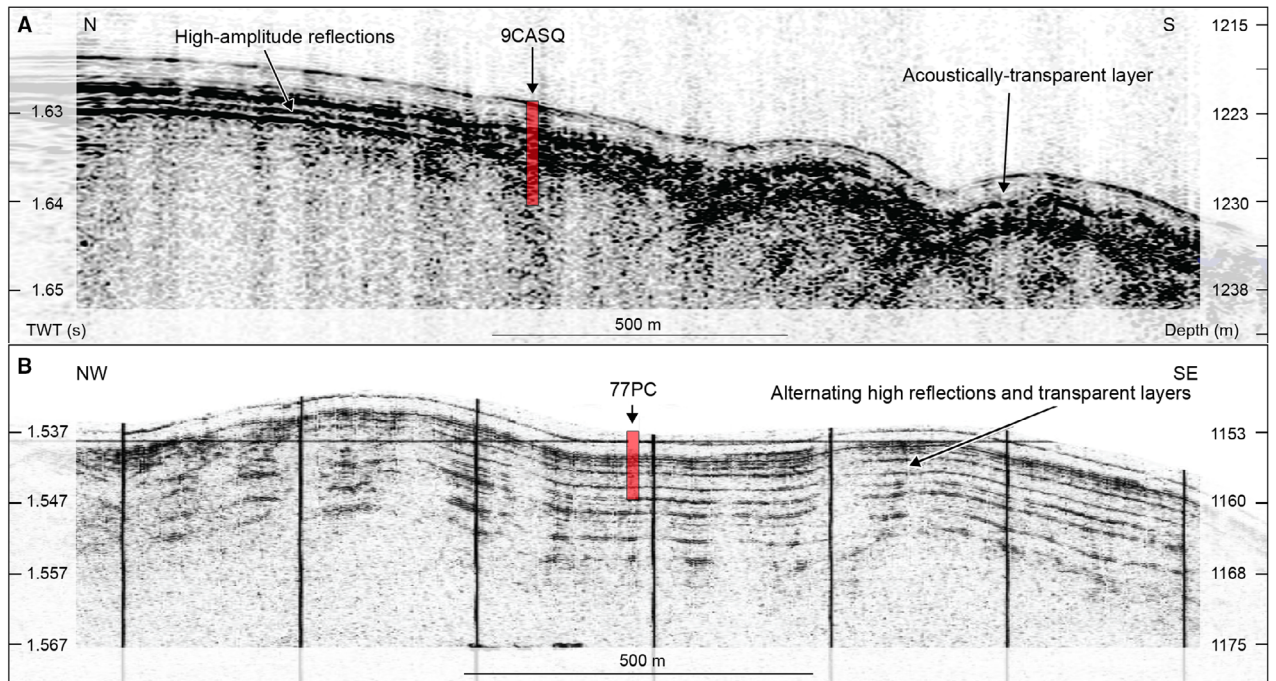 A
N
S
High-amplitude reflections
9CASQ
Acoustically-transparent layer
1.63
1.64
1.65
TWT (s)
1215
1223
1230
1238
Depth (m)
500 m
B
NW
SE
77PC
Alternating high reflections and transparent layers
1.537
1.547
1.557
1.567
1153
1160
1168
1175
500 m